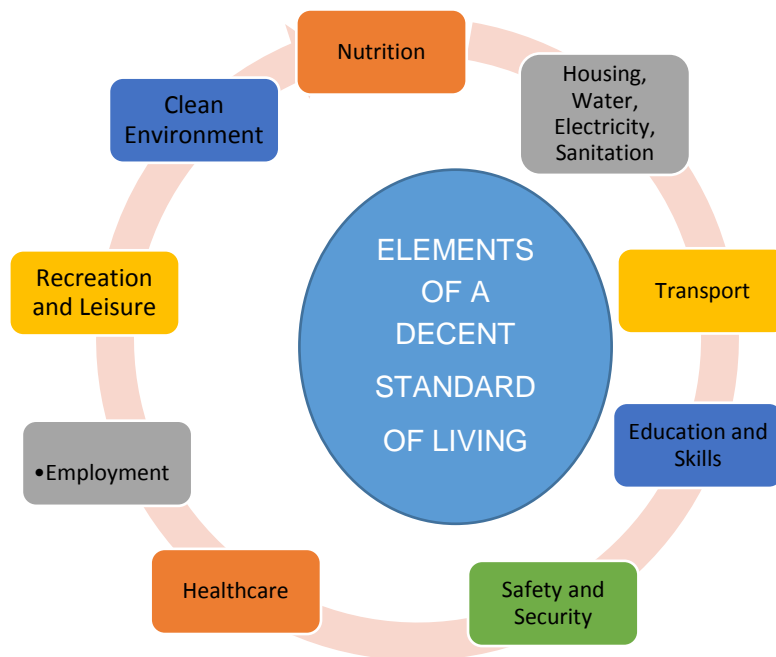 Nutrition
Housing,
Water,
Electricity,
Sanitation
Transport
Education and
Skills
Safety and
Security
Healthcare
•Employment
Recreation
and Leisure
Clean
Environment
ELEMENTS
OF A
DECENT
STANDARD
OF LIVING